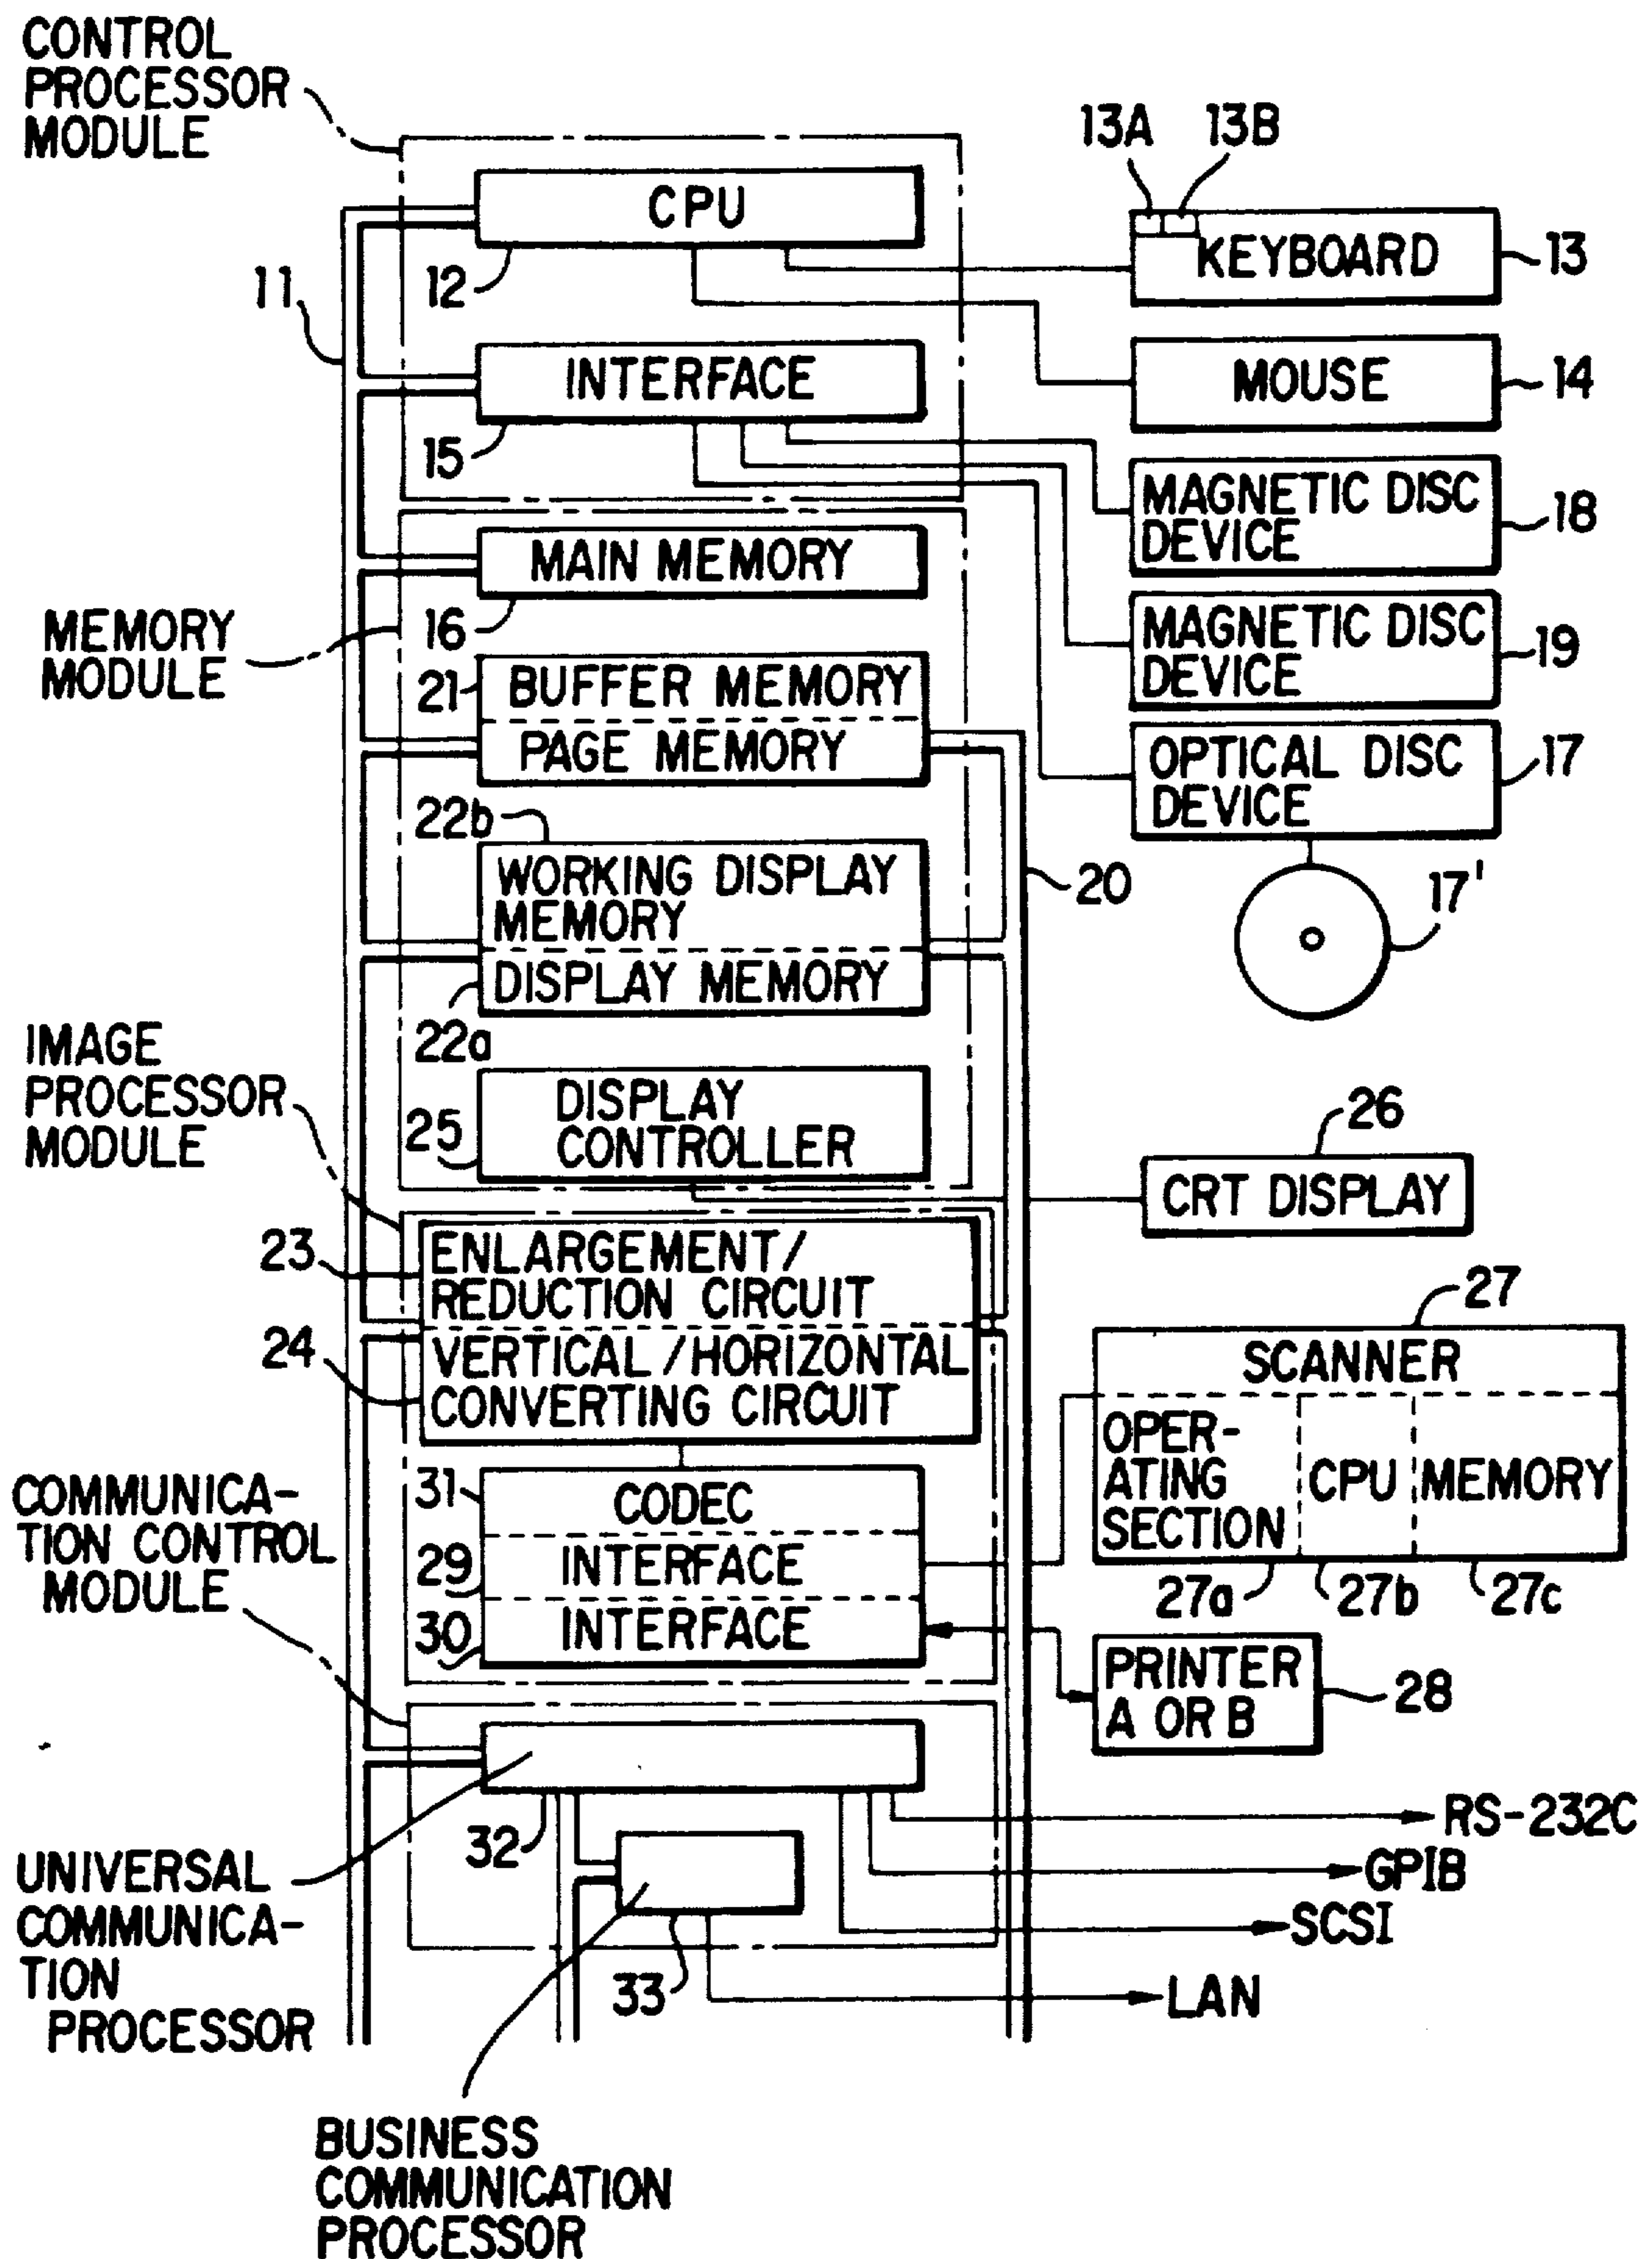 CONTROL
PROCESSOR
MODULE
13A 13B
CPU
KEYBOARD
13
11
12
INTERFACE
MOUSE
14
15
MAGNETIC DISC
DEVICE
18
MAIN MEMORY
MEMORY
MODULE
16
MAGNETIC DISC
DEVICE
19
21
BUFFER MEMORY
PAGE MEMORY
OPTICAL DISC
DEVICE
17
22b
WORKING DISPLAY
MEMORY
20
17'
DISPLAY MEMORY
22a
IMAGE
PROCESSOR
MODULE
25
DISPLAY
CONTROLLER
26
CRT DISPLAY
23
ENLARGEMENT/
REDUCTION CIRCUIT
27
24
VERTICAL/HORIZONTAL
CONVERTING CIRCUIT
SCANNER
OPER-
ATING
SECTION
CPU
MEMORY
COMMUNICA-
TION CONTROL
MODULE
31
CODEC
29
INTERFACE
27a
27b
27c
30
INTERFACE
PRINTER
A OR B
28
32
RS-232C
UNIVERSAL
COMMUNICA-
TION
PROCESSOR
GPIB
SCSI
33
LAN
BUSINESS
COMMUNICATION
PROCESSOR